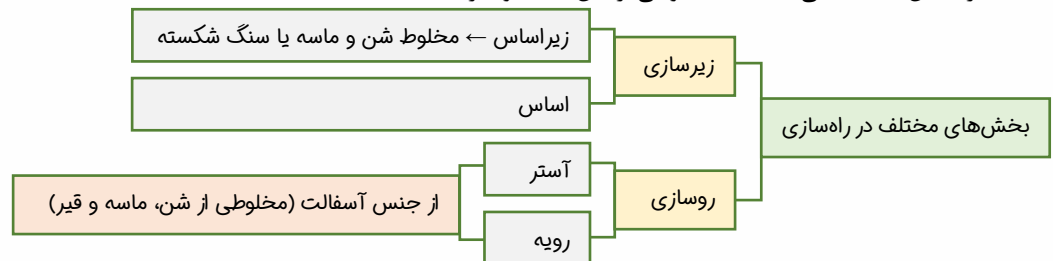 بخش‌های مختلف در راه‌سازی
زیرسازی
زیراساس ← مخلوط شن و ماسه یا سنگ شکسته
اساس
روسازی
آستر
رویه
از جنس آسفالت (مخلوطی از شن، ماسه و قیر)